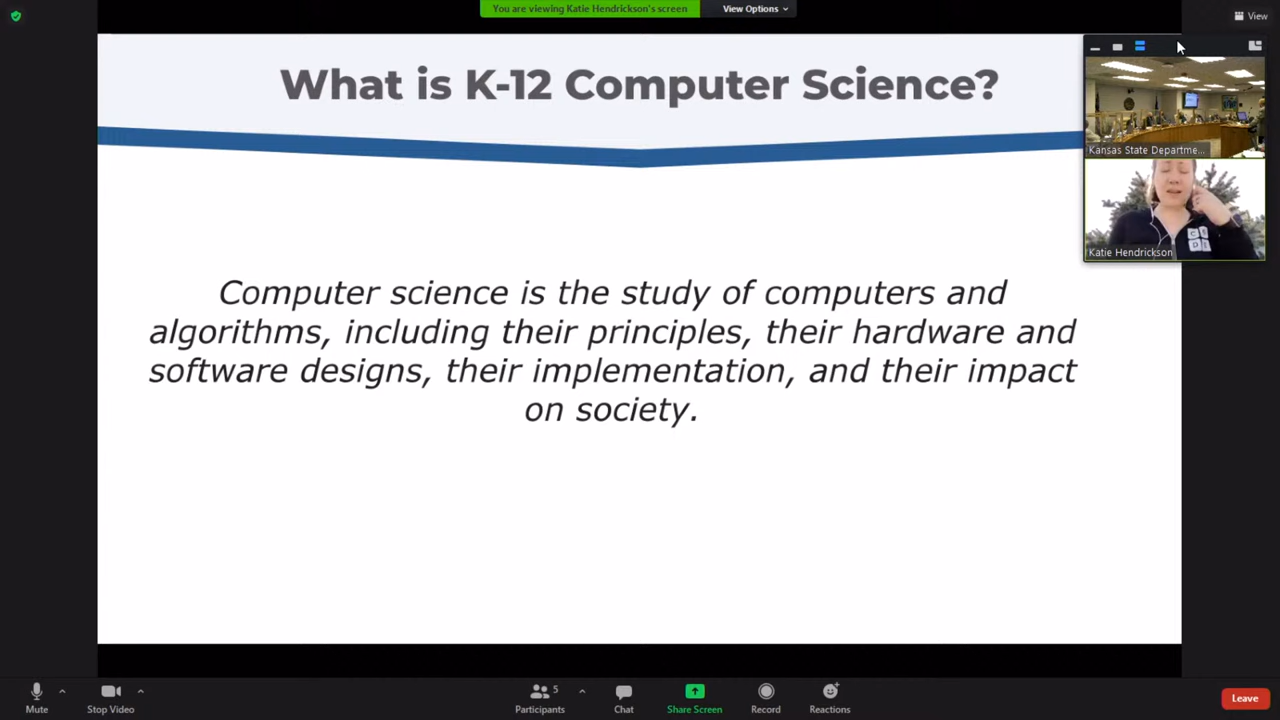 You are viewing Katie Hendrickson's screen
View Options
View
What is K-12 Computer Science?
Kansas State Departme...
Katie Hendrickson
Computer science is the study of computers and
algorithms, including their principles, their hardware and
software designs, their implementation, and their impact
on society.
Mute
Stop Video
5
Participants
Chat
Share Screen
Record
Reactions
Leave